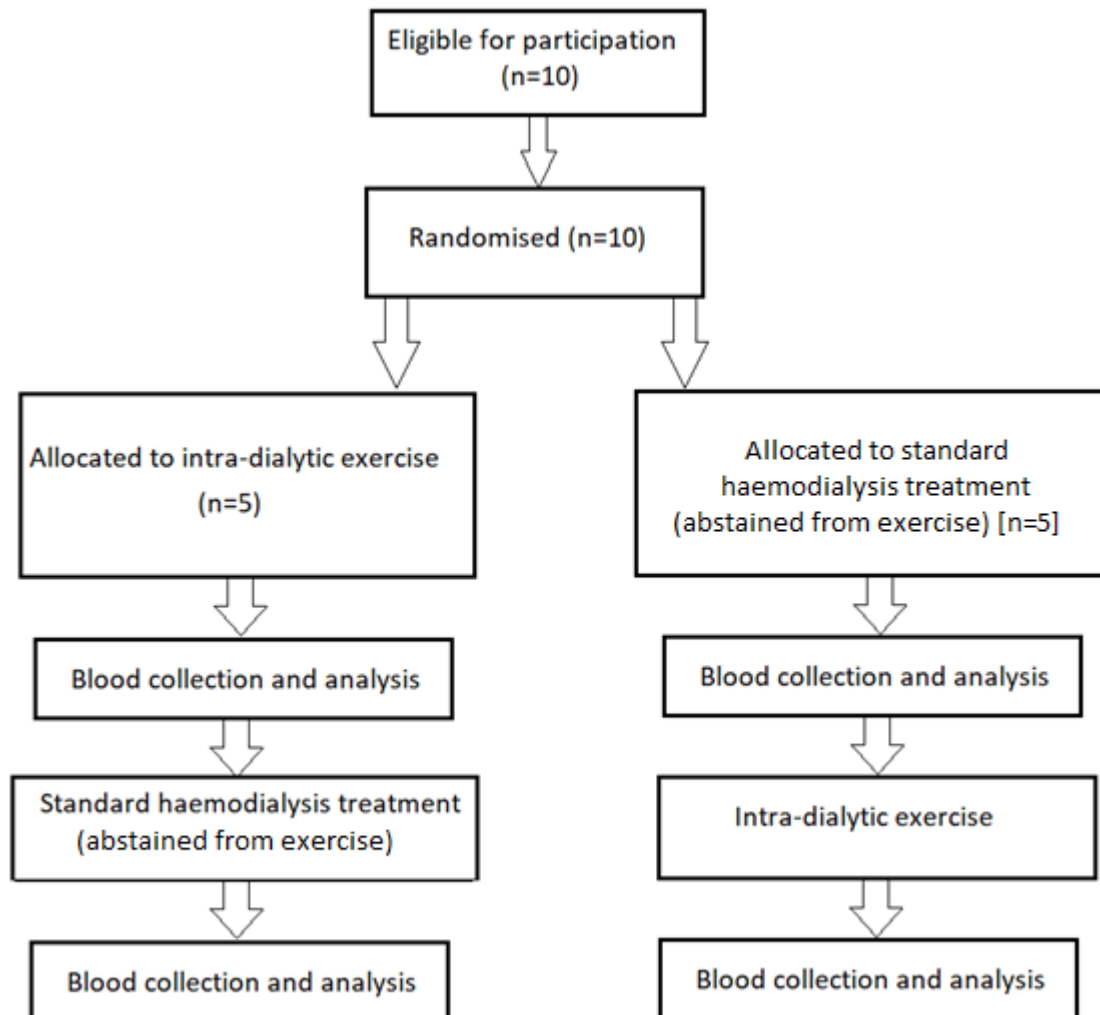 Eligible for participation
(n=10)
Randomised (n=10)
Allocated to intra-dialytic exercise
(n=5)
Allocated to standard
haemodialysis treatment
(abstained from exercise) [n=5]
Blood collection and analysis
Blood collection and analysis
Standard haemodialysis treatment
(abstained from exercise)
Intra-dialytic exercise
Blood collection and analysis
Blood collection and analysis